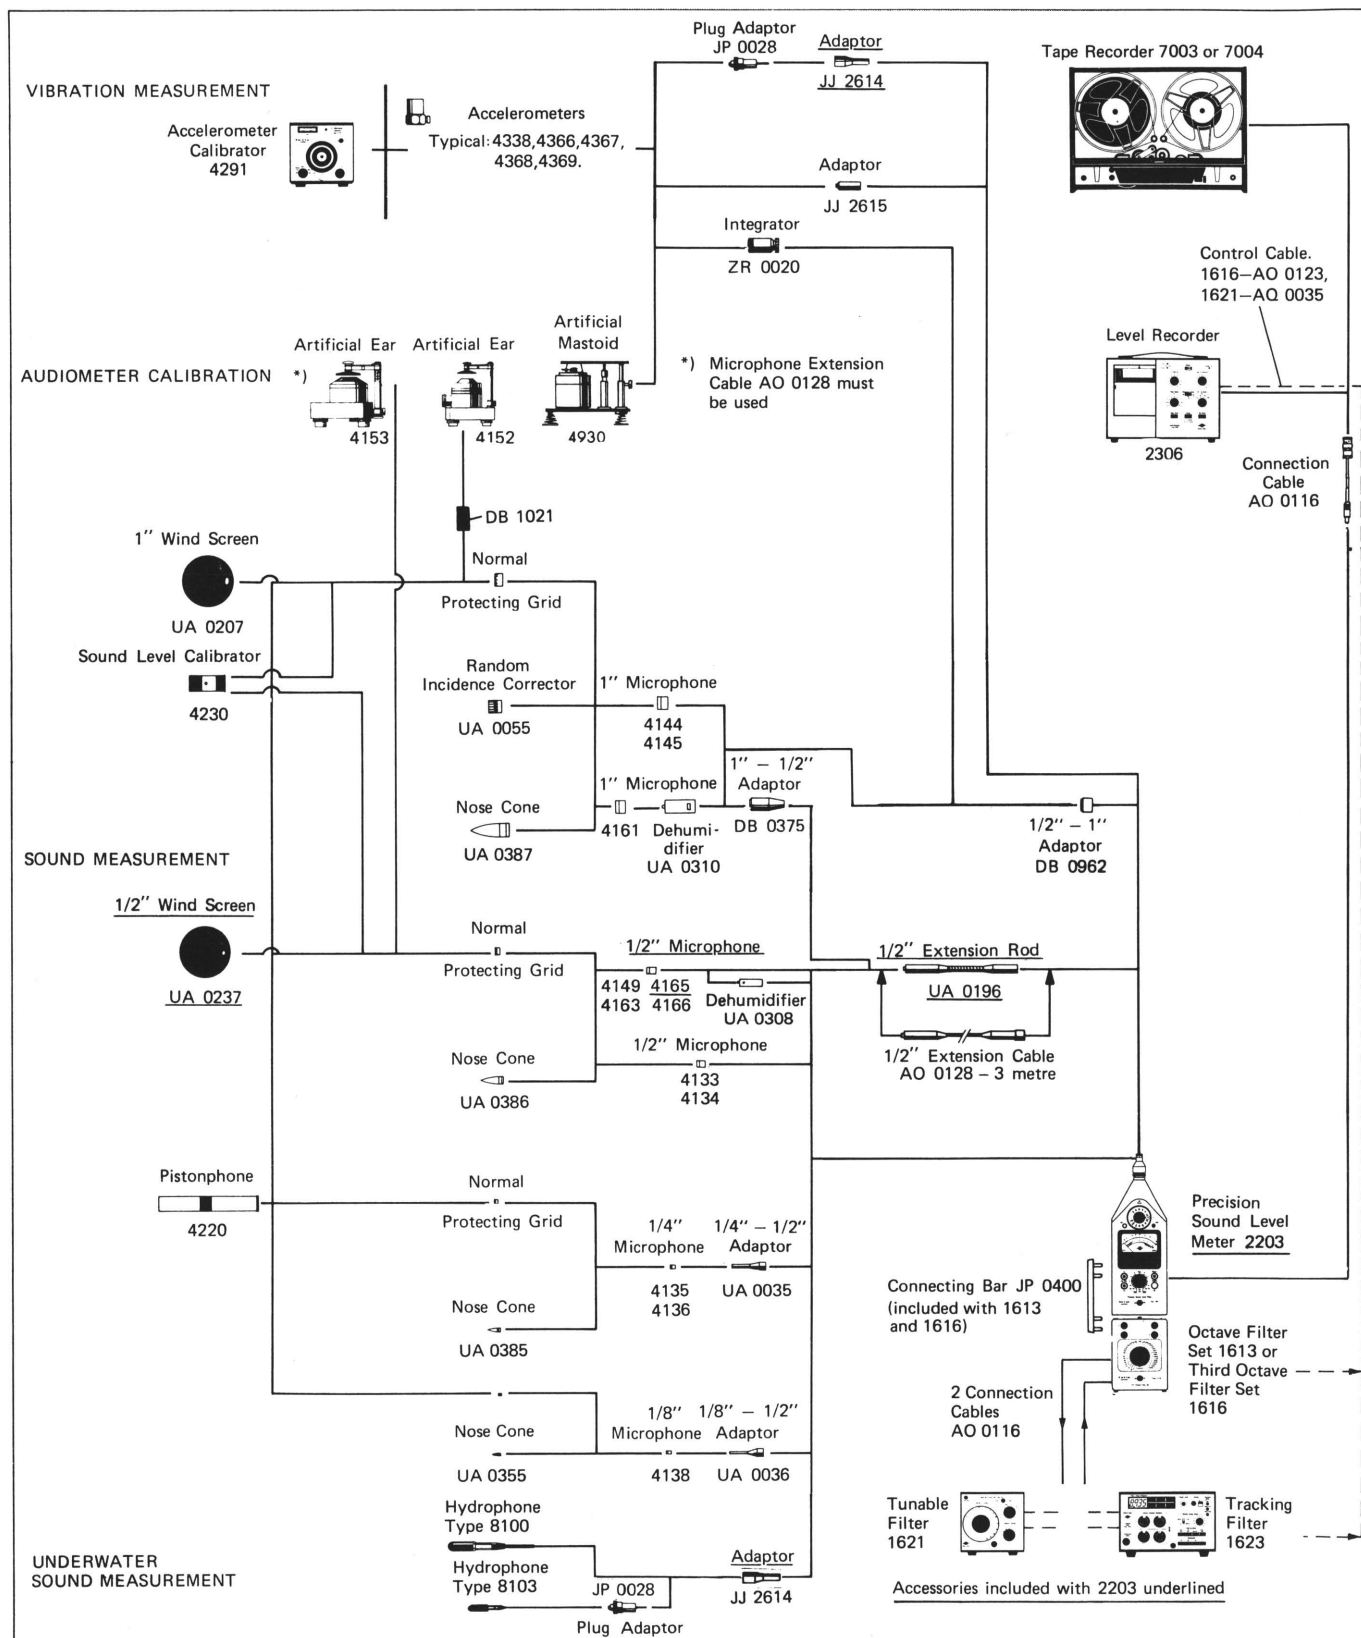 Plug Adaptor
JP 0028
Adaptor
JJ 2614
Tape Recorder 7003 or 7004
VIBRATION MEASUREMENT
Accelerometer
Calibrator
4291
Accelerometers
Typical: 4338,4366,4367,
4368,4369.
Adaptor
JJ 2615
Integrator
ZR 0020
Control Cable.
1616–AO 0123,
1621–AQ 0035
Level Recorder
2306
Artificial Ear
Artificial Ear
Artificial
Mastoid
AUDIOMETER CALIBRATION
*)
4153
4152
4930
*) Microphone Extension
Cable AO 0128 must
be used
Connection
Cable
AO 0116
DB 1021
1" Wind Screen
UA 0207
Normal
Protecting Grid
Sound Level Calibrator
4230
Random
Incidence Corrector
UA 0055
1" Microphone
4144
4145
1" – 1/2"
Adaptor
DB 0375
1" Microphone
4161
Dehumi-
difier
UA 0310
Nose Cone
UA 0387
1/2" – 1"
Adaptor
DB 0962
SOUND MEASUREMENT
1/2" Wind Screen
UA 0237
Normal
Protecting Grid
1/2" Microphone
4149 4165
4163 4166
Dehumidifier
UA 0308
1/2" Extension Rod
UA 0196
1/2" Extension Cable
AO 0128 – 3 metre
1/2" Microphone
4133
4134
Nose Cone
UA 0386
Pistonphone
4220
Normal
Protecting Grid
1/4"
Microphone
4135
4136
1/4" – 1/2"
Adaptor
UA 0035
Nose Cone
UA 0385
Precision
Sound Level
Meter 2203
Connecting Bar JP 0400
(included with 1613
and 1616)
Octave Filter
Set 1613 or
Third Octave
Filter Set
1616
2 Connection
Cables
AO 0116
1/8"
Microphone
4138
1/8" – 1/2"
Adaptor
UA 0036
Nose Cone
UA 0355
Tunable
Filter
1621
Tracking
Filter
1623
Hydrophone
Type 8100
UNDERWATER
SOUND MEASUREMENT
Hydrophone
Type 8103
JP 0028
Plug Adaptor
Adaptor
JJ 2614
Accessories included with 2203 underlined